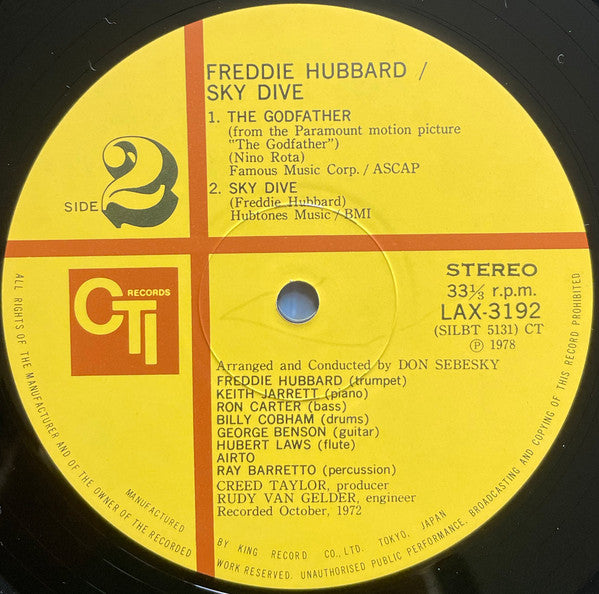 FREDDIE HUBBARD /
SKY DIVE
1. THE GODFATHER
(from the Paramount motion picture
"The Godfather")
(Nino Rota)
Famous Music Corp. / ASCAP
2. SKY DIVE
(Freddie Hubbard)
Hubtones Music / BMI
SIDE 2
CTI RECORDS
STEREO
33⅓ r.p.m.
LAX-3192
(SILBT 5131) CT
Ⓟ 1978
Arranged and Conducted by DON SEBESKY
FREDDIE HUBBARD (trumpet)
KEITH JARRETT (piano)
RON CARTER (bass)
BILLY COBHAM (drums)
GEORGE BENSON (guitar)
HUBERT LAWS (flute)
AIRTO
RAY BARRETTO (percussion)
CREED TAYLOR, producer
RUDY VAN GELDER, engineer
Recorded October, 1972
MANUFACTURED BY KING RECORD CO., LTD. TOKYO, JAPAN
ALL RIGHTS OF THE MANUFACTURER AND OF THE OWNER OF THE RECORDED WORK RESERVED. UNAUTHORISED PUBLIC PERFORMANCE, BROADCASTING AND COPYING OF THIS RECORD PROHIBITED